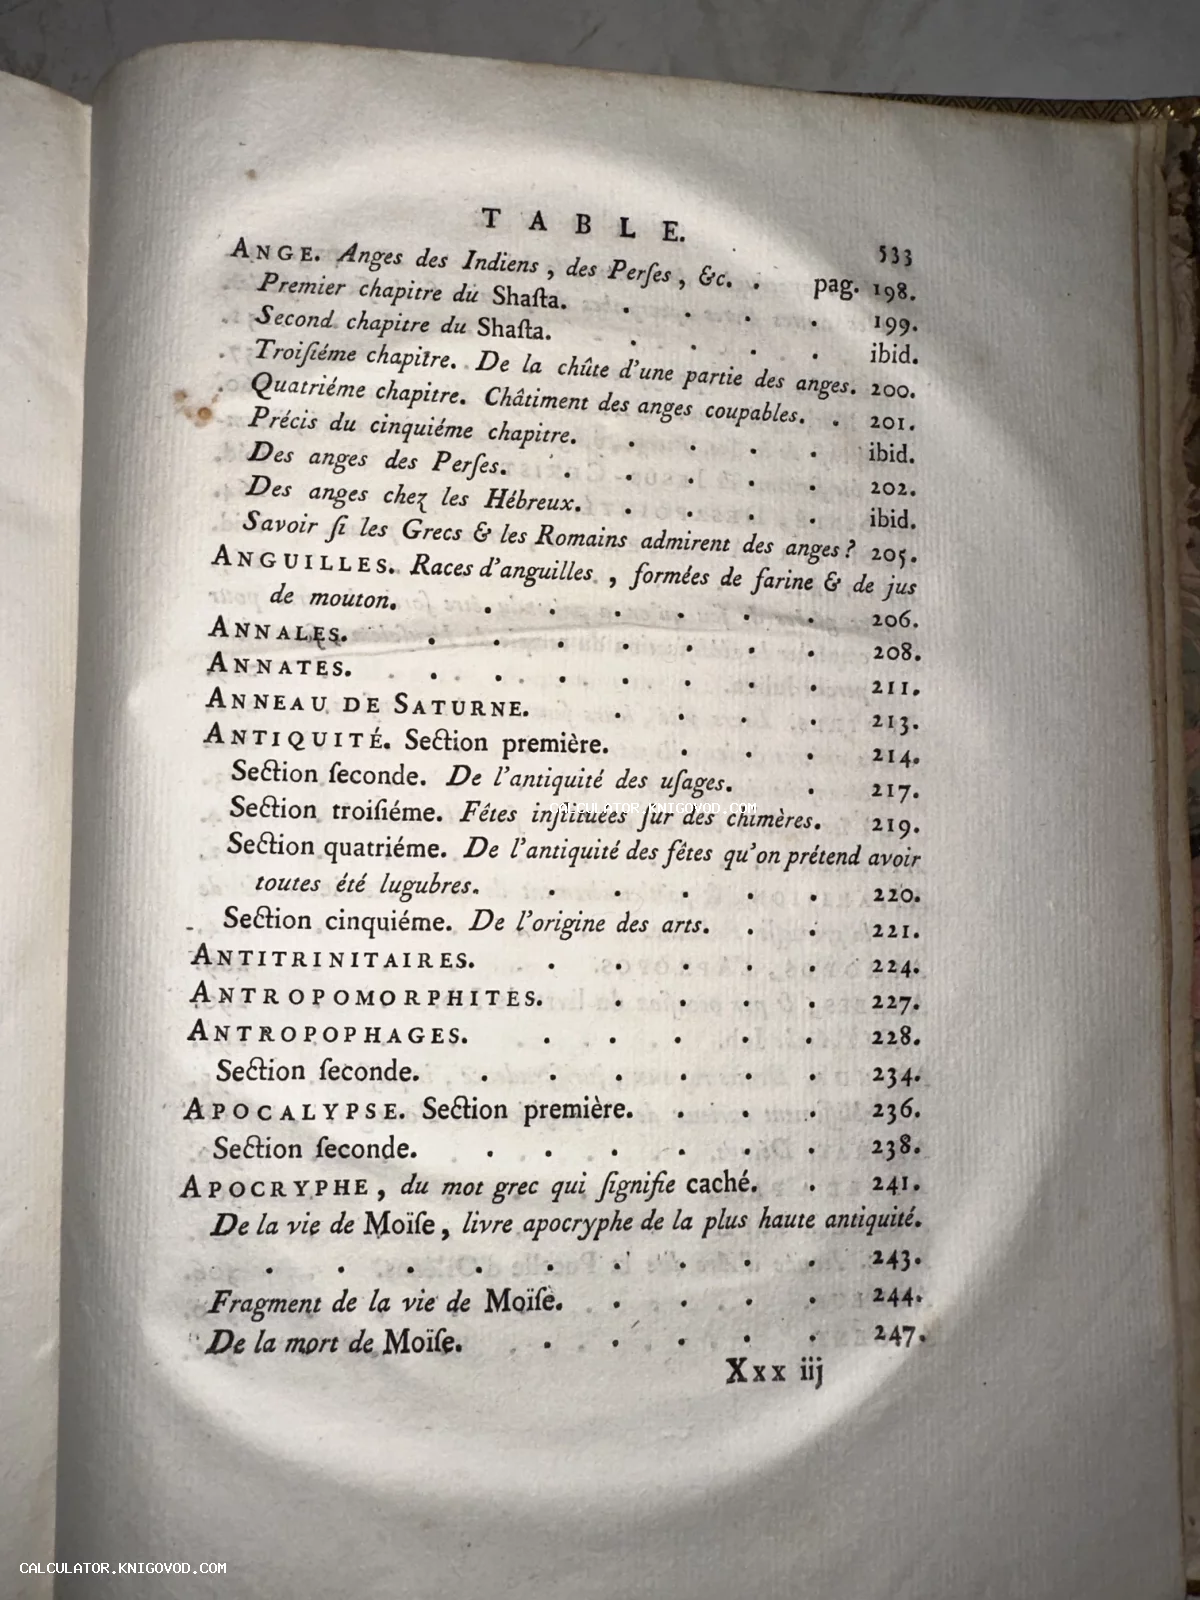 TABLE. 533
ANGE. Anges des Indiens, des Perſes, &c. . pag. 198.
Premier chapitre du Shaſta. . . . . 199.
Second chapitre du Shaſta. . . . . ibid.
Troiſiéme chapitre. De la chûte d'une partie des anges. 200.
Quatriéme chapitre. Châtiment des anges coupables. . 201.
Précis du cinquiéme chapitre. . . . . ibid.
Des anges des Perſes. . . . . . 202.
Des anges chez les Hébreux. . . . . ibid.
Savoir ſi les Grecs & les Romains admirent des anges? 205.
ANGUILLES. Races d'anguilles, formées de farine & de jus
de mouton. . . . . . . 206.
ANNALES. . . . . . . . 208.
ANNATES. . . . . . . . 211.
ANNEAU DE SATURNE. . . . . 213.
ANTIQUITÉ. Section première. . . . 214.
Section ſeconde. De l'antiquité des uſages. . 217.
Section troiſiéme. Fêtes inſtituées ſur des chimères. 219.
Section quatriéme. De l'antiquité des fêtes qu'on prétend avoir
toutes été lugubres. . . . . . 220.
Section cinquiéme. De l'origine des arts. . . 221.
ANTITRINITAIRES. . . . . . 224.
ANTROPOMORPHITES. . . . . 227.
ANTROPOPHAGES. . . . . . 228.
Section ſeconde. . . . . . . 234.
APOCALYPSE. Section première. . . . 236.
Section ſeconde. . . . . . . 238.
APOCRYPHE, du mot grec qui ſignifie caché. . 241.
De la vie de Moïſe, livre apocryphe de la plus haute antiquité.
. . . . . . . . . 243.
Fragment de la vie de Moïſe. . . . . 244.
De la mort de Moïſe. . . . . . 247.
Xxx iij
CALCULATOR.KNIGOVOD.COM
CALCULATOR.KNIGOVOD.COM